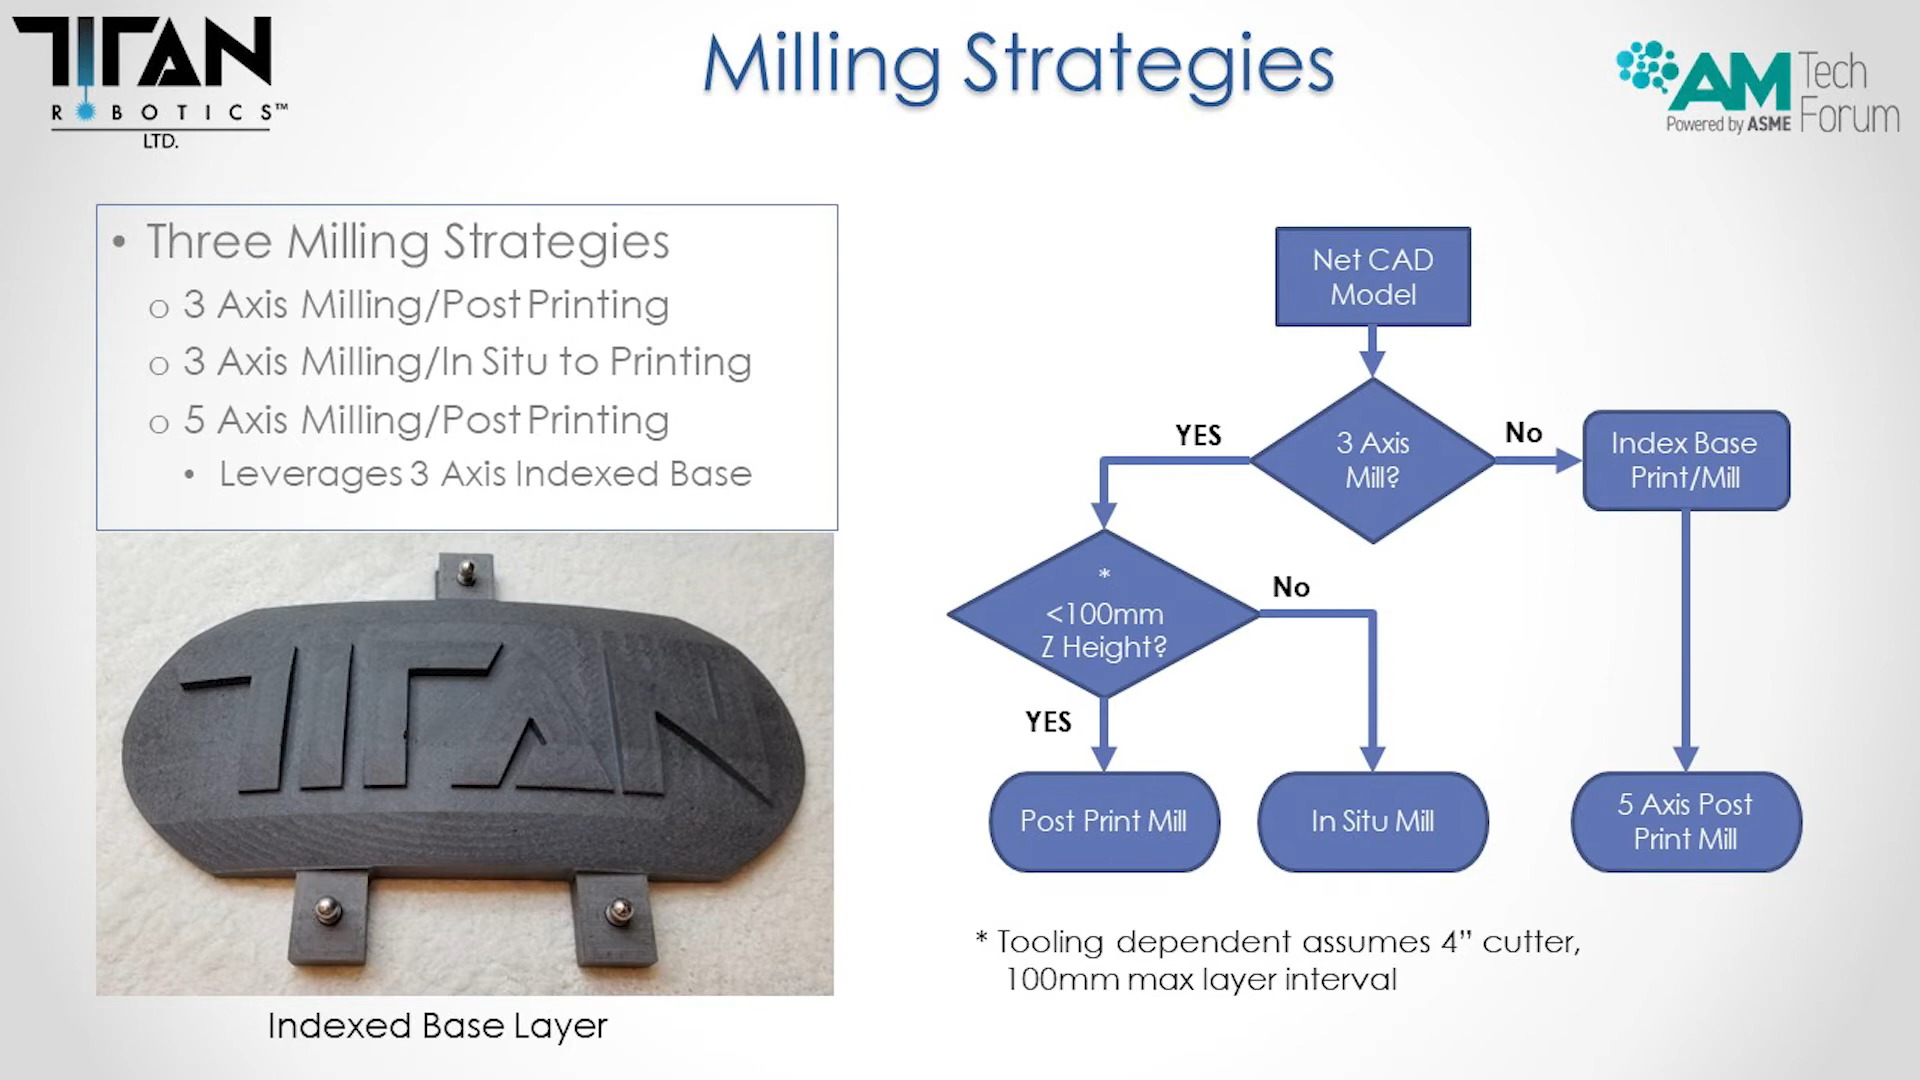 TITAN
ROBOTICS™
LTD.
Milling Strategies
AM Tech
Forum
Powered by ASME
• Three Milling Strategies
o 3 Axis Milling/Post Printing
o 3 Axis Milling/In Situ to Printing
o 5 Axis Milling/Post Printing
• Leverages 3 Axis Indexed Base
TITAN
Indexed Base Layer
Net CAD
Model
3 Axis
Mill?
YES
No
Index Base
Print/Mill
*
<100mm
Z Height?
No
YES
Post Print Mill
In Situ Mill
5 Axis Post
Print Mill
* Tooling dependent assumes 4” cutter,
100mm max layer interval